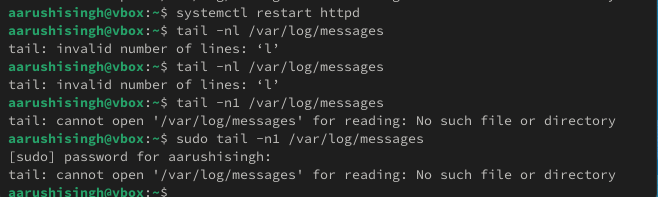 aarushisingh@vbox:~$ systemctl restart httpd
aarushisingh@vbox:~$ tail -nl /var/log/messages
tail: invalid number of lines: ‘l’
aarushisingh@vbox:~$ tail -nl /var/log/messages
tail: invalid number of lines: ‘l’
aarushisingh@vbox:~$ tail -n1 /var/log/messages
tail: cannot open '/var/log/messages' for reading: No such file or directory
aarushisingh@vbox:~$ sudo tail -n1 /var/log/messages
[sudo] password for aarushisingh:
tail: cannot open '/var/log/messages' for reading: No such file or directory
aarushisingh@vbox:~$